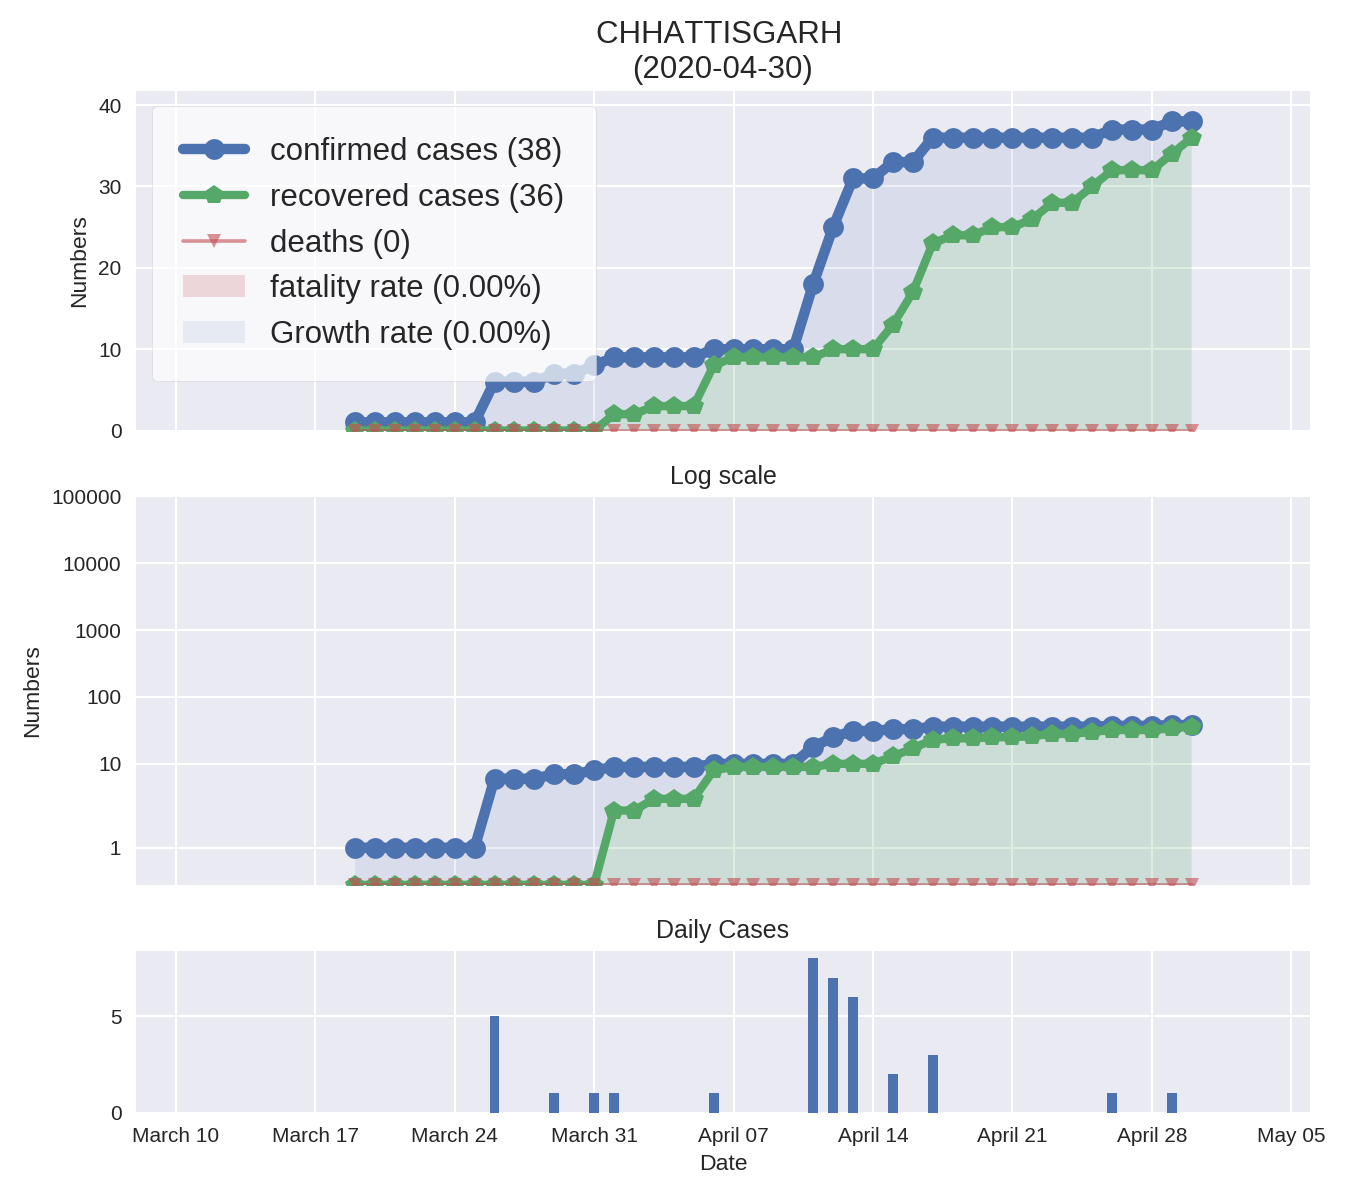 CHHATTISGARH
(2020-04-30)
40
30
20
10
0
Numbers
confirmed cases (38)
recovered cases (36)
deaths (0)
fatality rate (0.00%)
Growth rate (0.00%)
Log scale
100000
10000
1000
100
10
1
Numbers
Daily Cases
5
0
March 10 March 17 March 24 March 31 April 07 April 14 April 21 April 28 May 05
Date